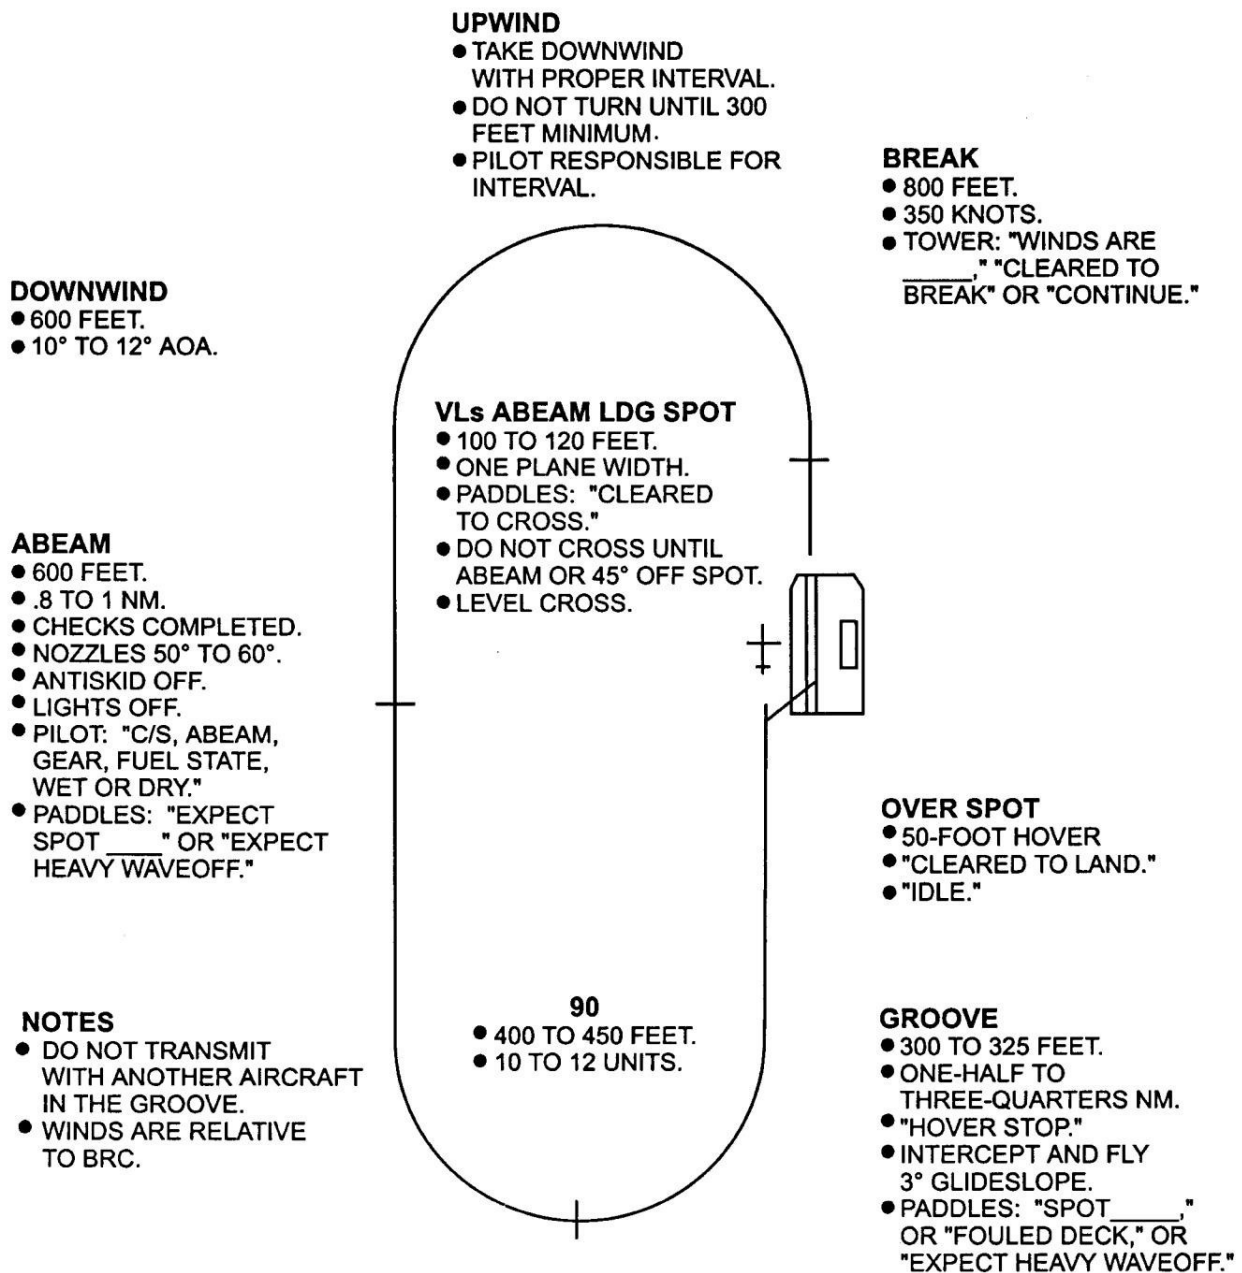 UPWIND
● TAKE DOWNWIND
WITH PROPER INTERVAL.
● DO NOT TURN UNTIL 300
FEET MINIMUM.
● PILOT RESPONSIBLE FOR
INTERVAL.
BREAK
● 800 FEET.
● 350 KNOTS.
● TOWER: "WINDS ARE
_____," "CLEARED TO
BREAK" OR "CONTINUE."
DOWNWIND
● 600 FEET.
● 10° TO 12° AOA.
VLs ABEAM LDG SPOT
● 100 TO 120 FEET.
● ONE PLANE WIDTH.
● PADDLES: "CLEARED
TO CROSS."
● DO NOT CROSS UNTIL
ABEAM OR 45° OFF SPOT.
● LEVEL CROSS.
ABEAM
● 600 FEET.
● .8 TO 1 NM.
● CHECKS COMPLETED.
● NOZZLES 50° TO 60°.
● ANTISKID OFF.
● LIGHTS OFF.
● PILOT: "C/S, ABEAM,
GEAR, FUEL STATE,
WET OR DRY."
● PADDLES: "EXPECT
SPOT ____" OR "EXPECT
HEAVY WAVEOFF."
OVER SPOT
● 50-FOOT HOVER
● "CLEARED TO LAND."
● "IDLE."
90
● 400 TO 450 FEET.
● 10 TO 12 UNITS.
NOTES
● DO NOT TRANSMIT
WITH ANOTHER AIRCRAFT
IN THE GROOVE.
● WINDS ARE RELATIVE
TO BRC.
GROOVE
● 300 TO 325 FEET.
● ONE-HALF TO
THREE-QUARTERS NM.
● "HOVER STOP."
● INTERCEPT AND FLY
3° GLIDESLOPE.
● PADDLES: "SPOT_____,"
OR "FOULED DECK," OR
"EXPECT HEAVY WAVEOFF."